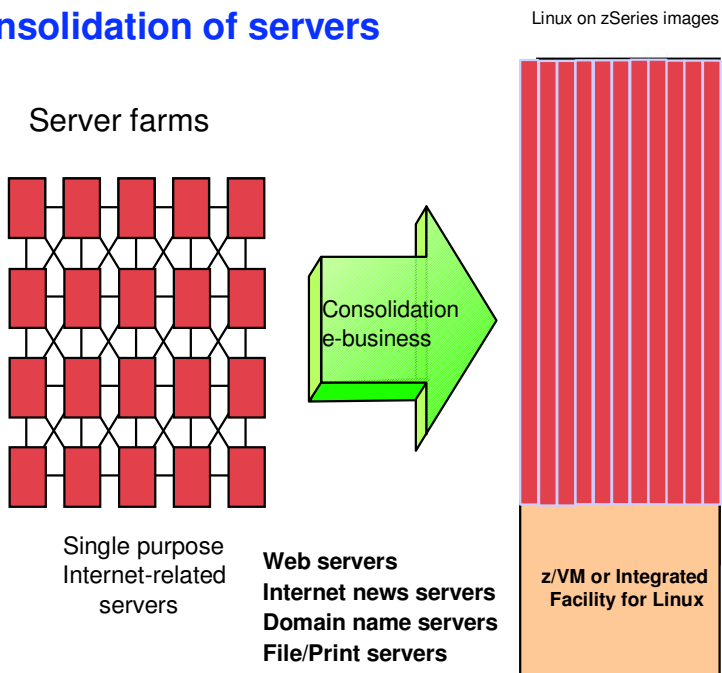 nsolidation of servers
Linux on zSeries images
Server farms
Consolidation
e-business
Single purpose
Internet-related
servers
Web servers
Internet news servers
Domain name servers
File/Print servers
z/VM or Integrated
Facility for Linux